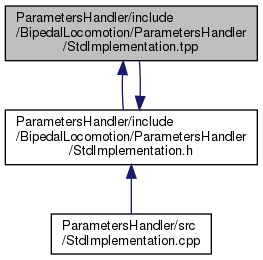 ParametersHandler/include
/BipedalLocomotion/ParametersHandler
/StdImplementation.tpp
ParametersHandler/include
/BipedalLocomotion/ParametersHandler
/StdImplementation.h
ParametersHandler/src
/StdImplementation.cpp